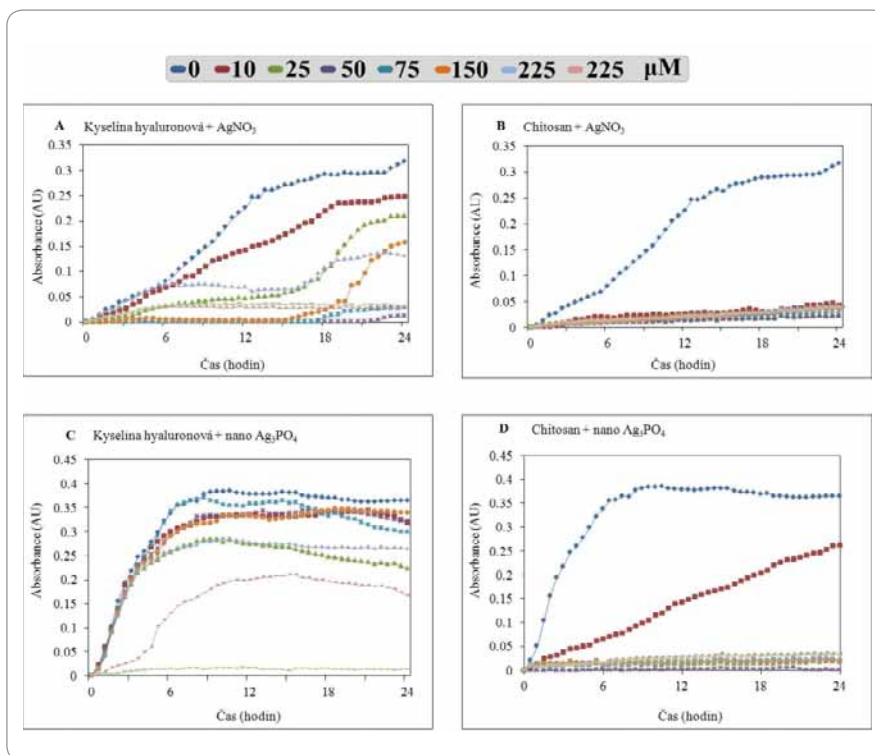 0 10 25 50 75 150 225 225 µM
A Kyselina hyaluronová + AgNO₃
0.35
0.3
0.25
0.2
0.15
0.1
0.05
0
Absorbance (AU)
0 6 12 18 24
Čas (hodin)
B Chitosan + AgNO₃
0.35
0.3
0.25
0.2
0.15
0.1
0.05
0
Absorbance (AU)
0 6 12 18 24
Čas (hodin)
C Kyselina hyaluronová + nano Ag₃PO₄
0.45
0.4
0.35
0.3
0.25
0.2
0.15
0.1
0.05
0
Absorbance (AU)
0 6 12 18 24
Čas (hodin)
D Chitosan + nano Ag₃PO₄
0.45
0.4
0.35
0.3
0.25
0.2
0.15
0.1
0.05
0
Absorbance (AU)
0 6 12 18 24
Čas (hodin)